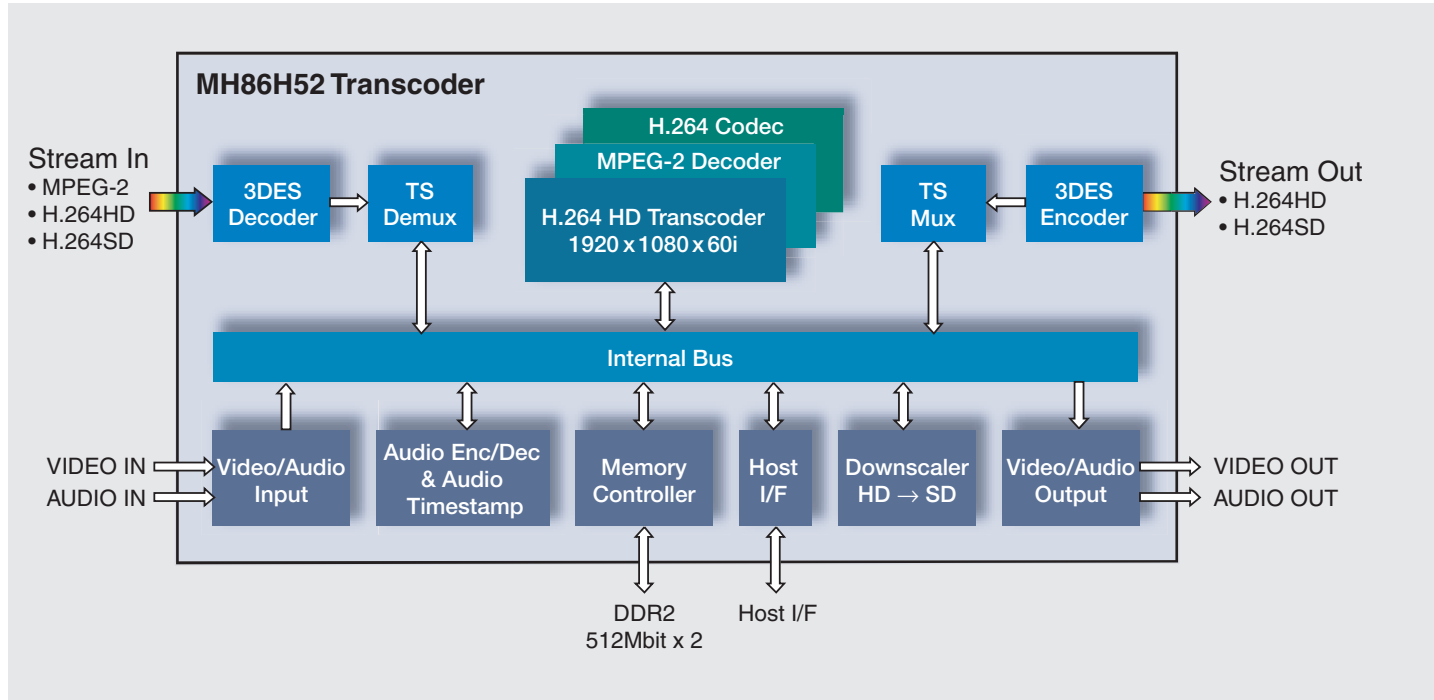 MH86H52 Transcoder
Stream In
• MPEG-2
• H.264HD
• H.264SD
3DES
Decoder
TS
Demux
H.264 Codec
MPEG-2 Decoder
H.264 HD Transcoder
1920 x 1080 x 60i
TS
Mux
3DES
Encoder
Stream Out
• H.264HD
• H.264SD
Internal Bus
VIDEO IN
AUDIO IN
Video/Audio
Input
Audio Enc/Dec
& Audio
Timestamp
Memory
Controller
Host
I/F
Downscaler
HD → SD
Video/Audio
Output
VIDEO OUT
AUDIO OUT
DDR2
512Mbit x 2
Host I/F